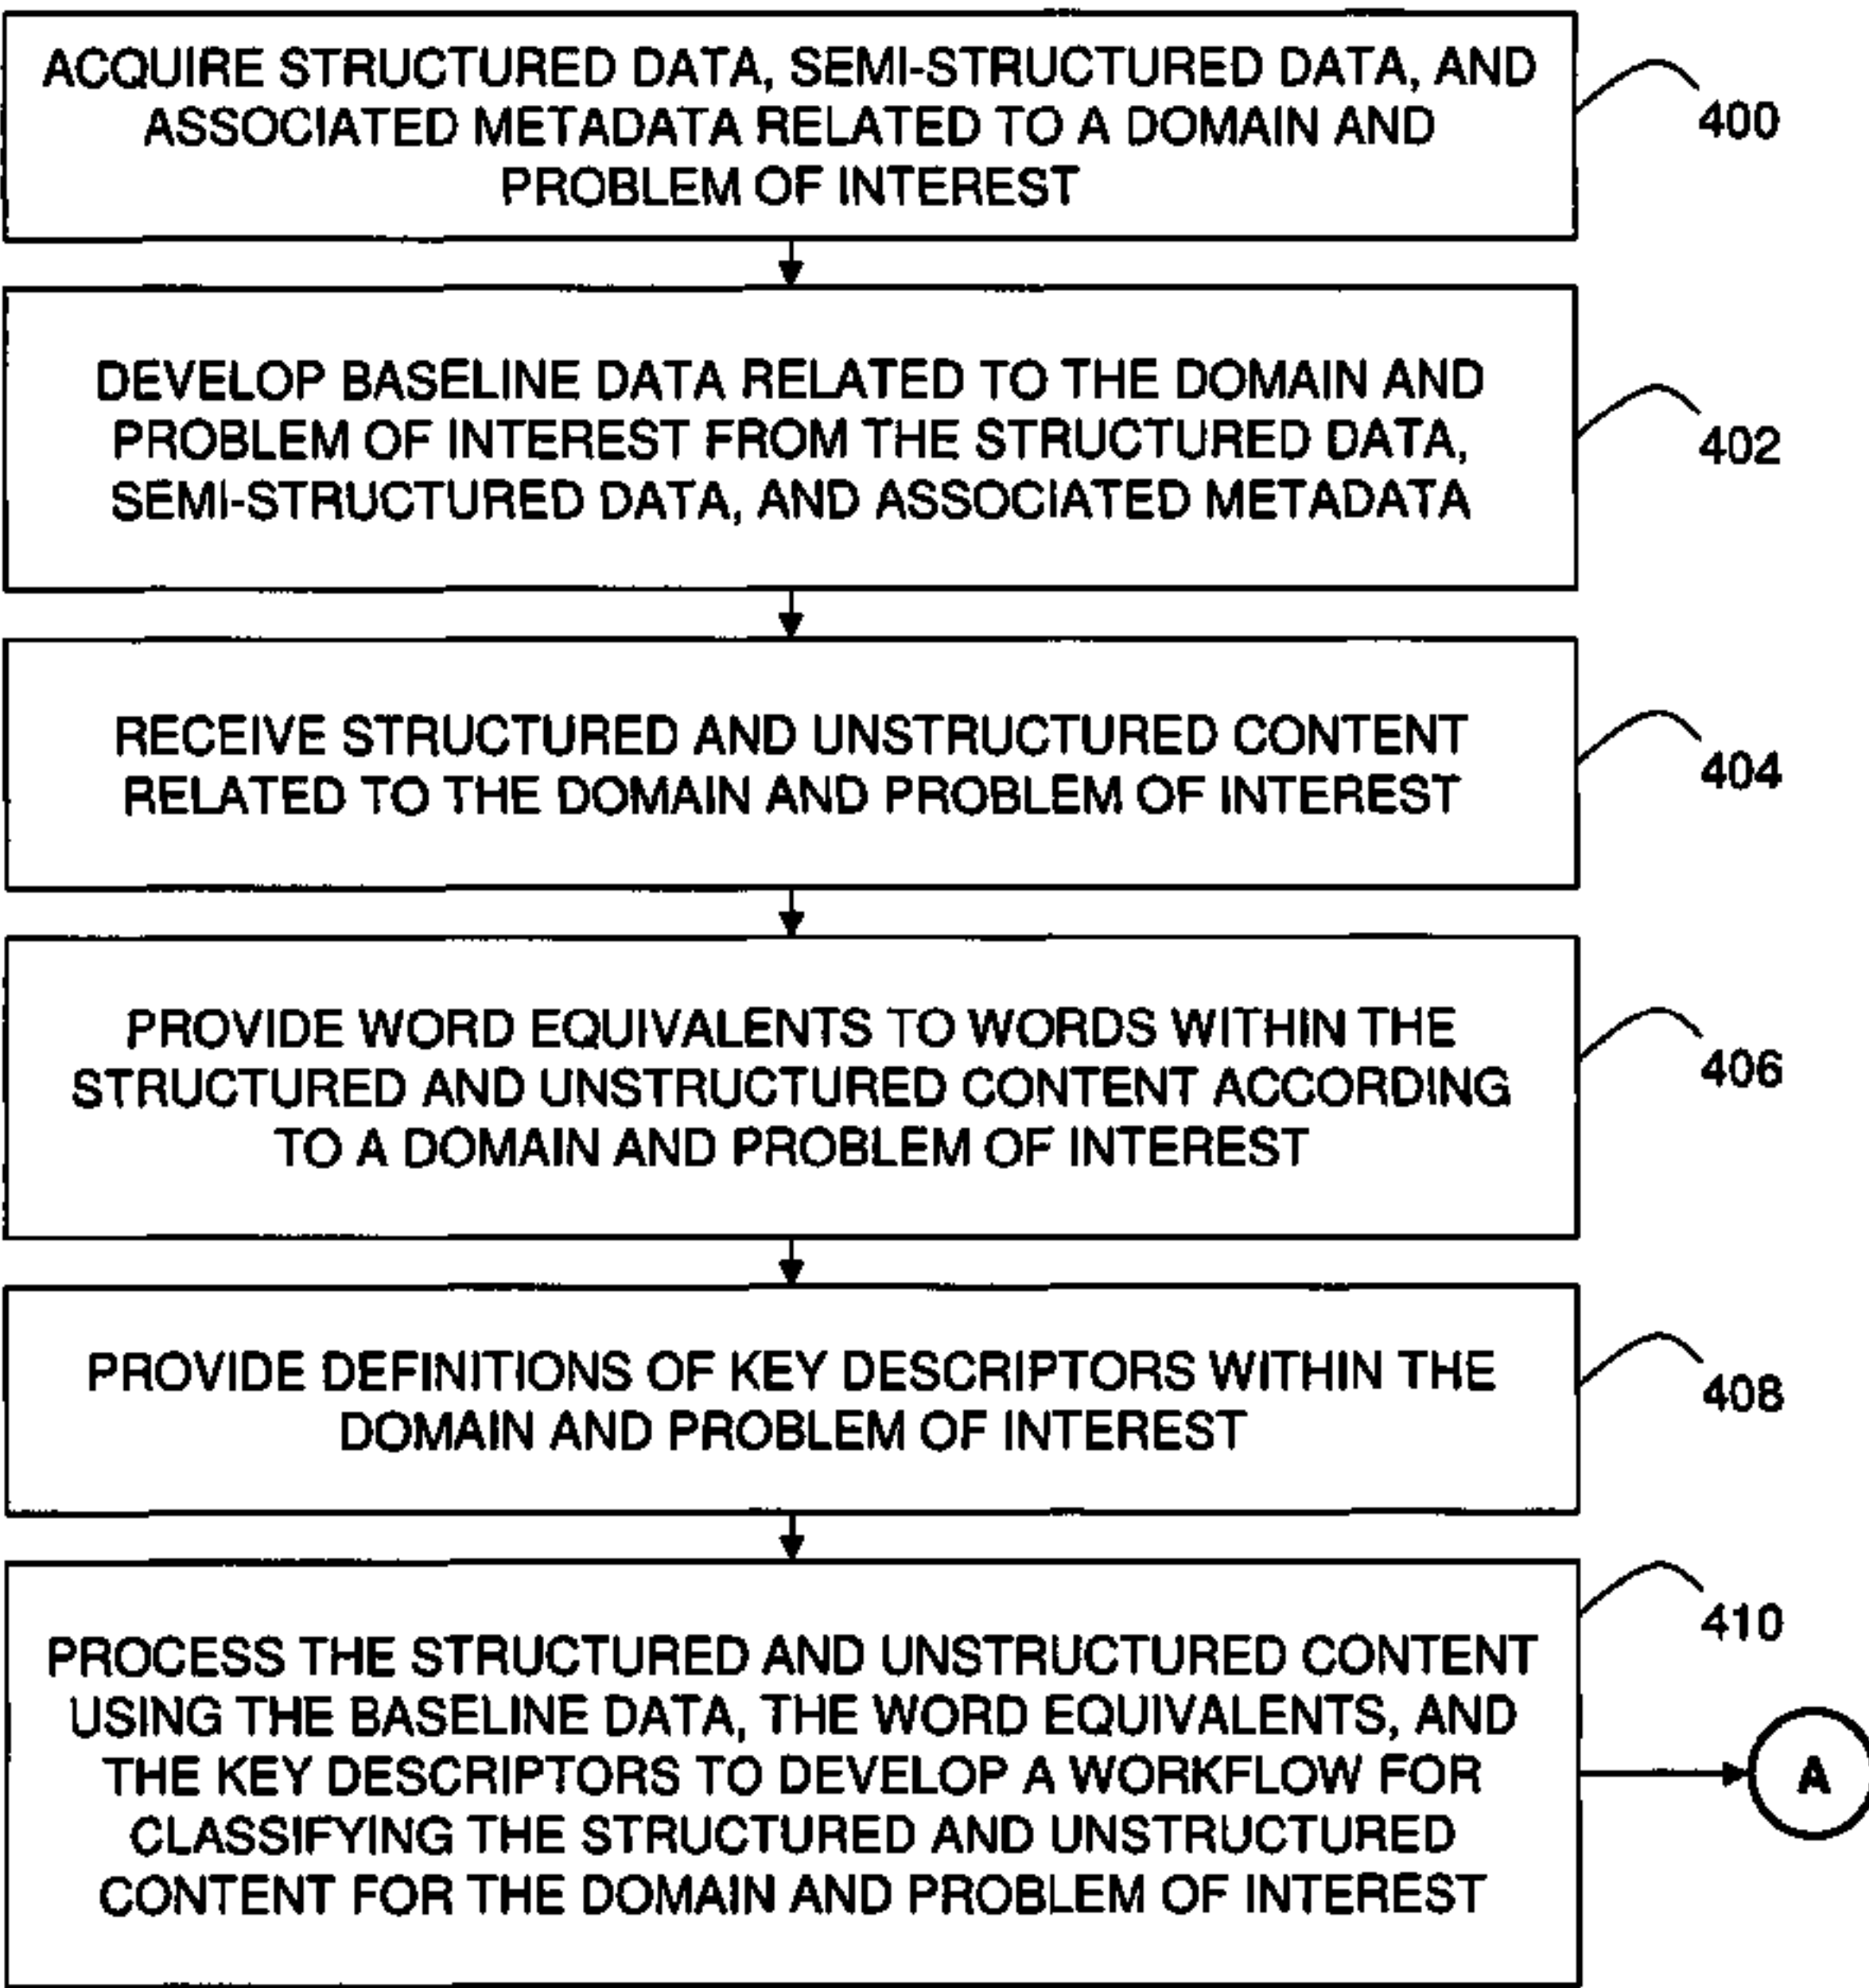 ACQUIRE STRUCTURED DATA, SEMI-STRUCTURED DATA, AND
ASSOCIATED METADATA RELATED TO A DOMAIN AND
PROBLEM OF INTEREST
400
DEVELOP BASELINE DATA RELATED TO THE DOMAIN AND
PROBLEM OF INTEREST FROM THE STRUCTURED DATA,
SEMI-STRUCTURED DATA, AND ASSOCIATED METADATA
402
RECEIVE STRUCTURED AND UNSTRUCTURED CONTENT
RELATED TO THE DOMAIN AND PROBLEM OF INTEREST
404
PROVIDE WORD EQUIVALENTS TO WORDS WITHIN THE
STRUCTURED AND UNSTRUCTURED CONTENT ACCORDING
TO A DOMAIN AND PROBLEM OF INTEREST
406
PROVIDE DEFINITIONS OF KEY DESCRIPTORS WITHIN THE
DOMAIN AND PROBLEM OF INTEREST
408
PROCESS THE STRUCTURED AND UNSTRUCTURED CONTENT
USING THE BASELINE DATA, THE WORD EQUIVALENTS, AND
THE KEY DESCRIPTORS TO DEVELOP A WORKFLOW FOR
CLASSIFYING THE STRUCTURED AND UNSTRUCTURED
CONTENT FOR THE DOMAIN AND PROBLEM OF INTEREST
410
A